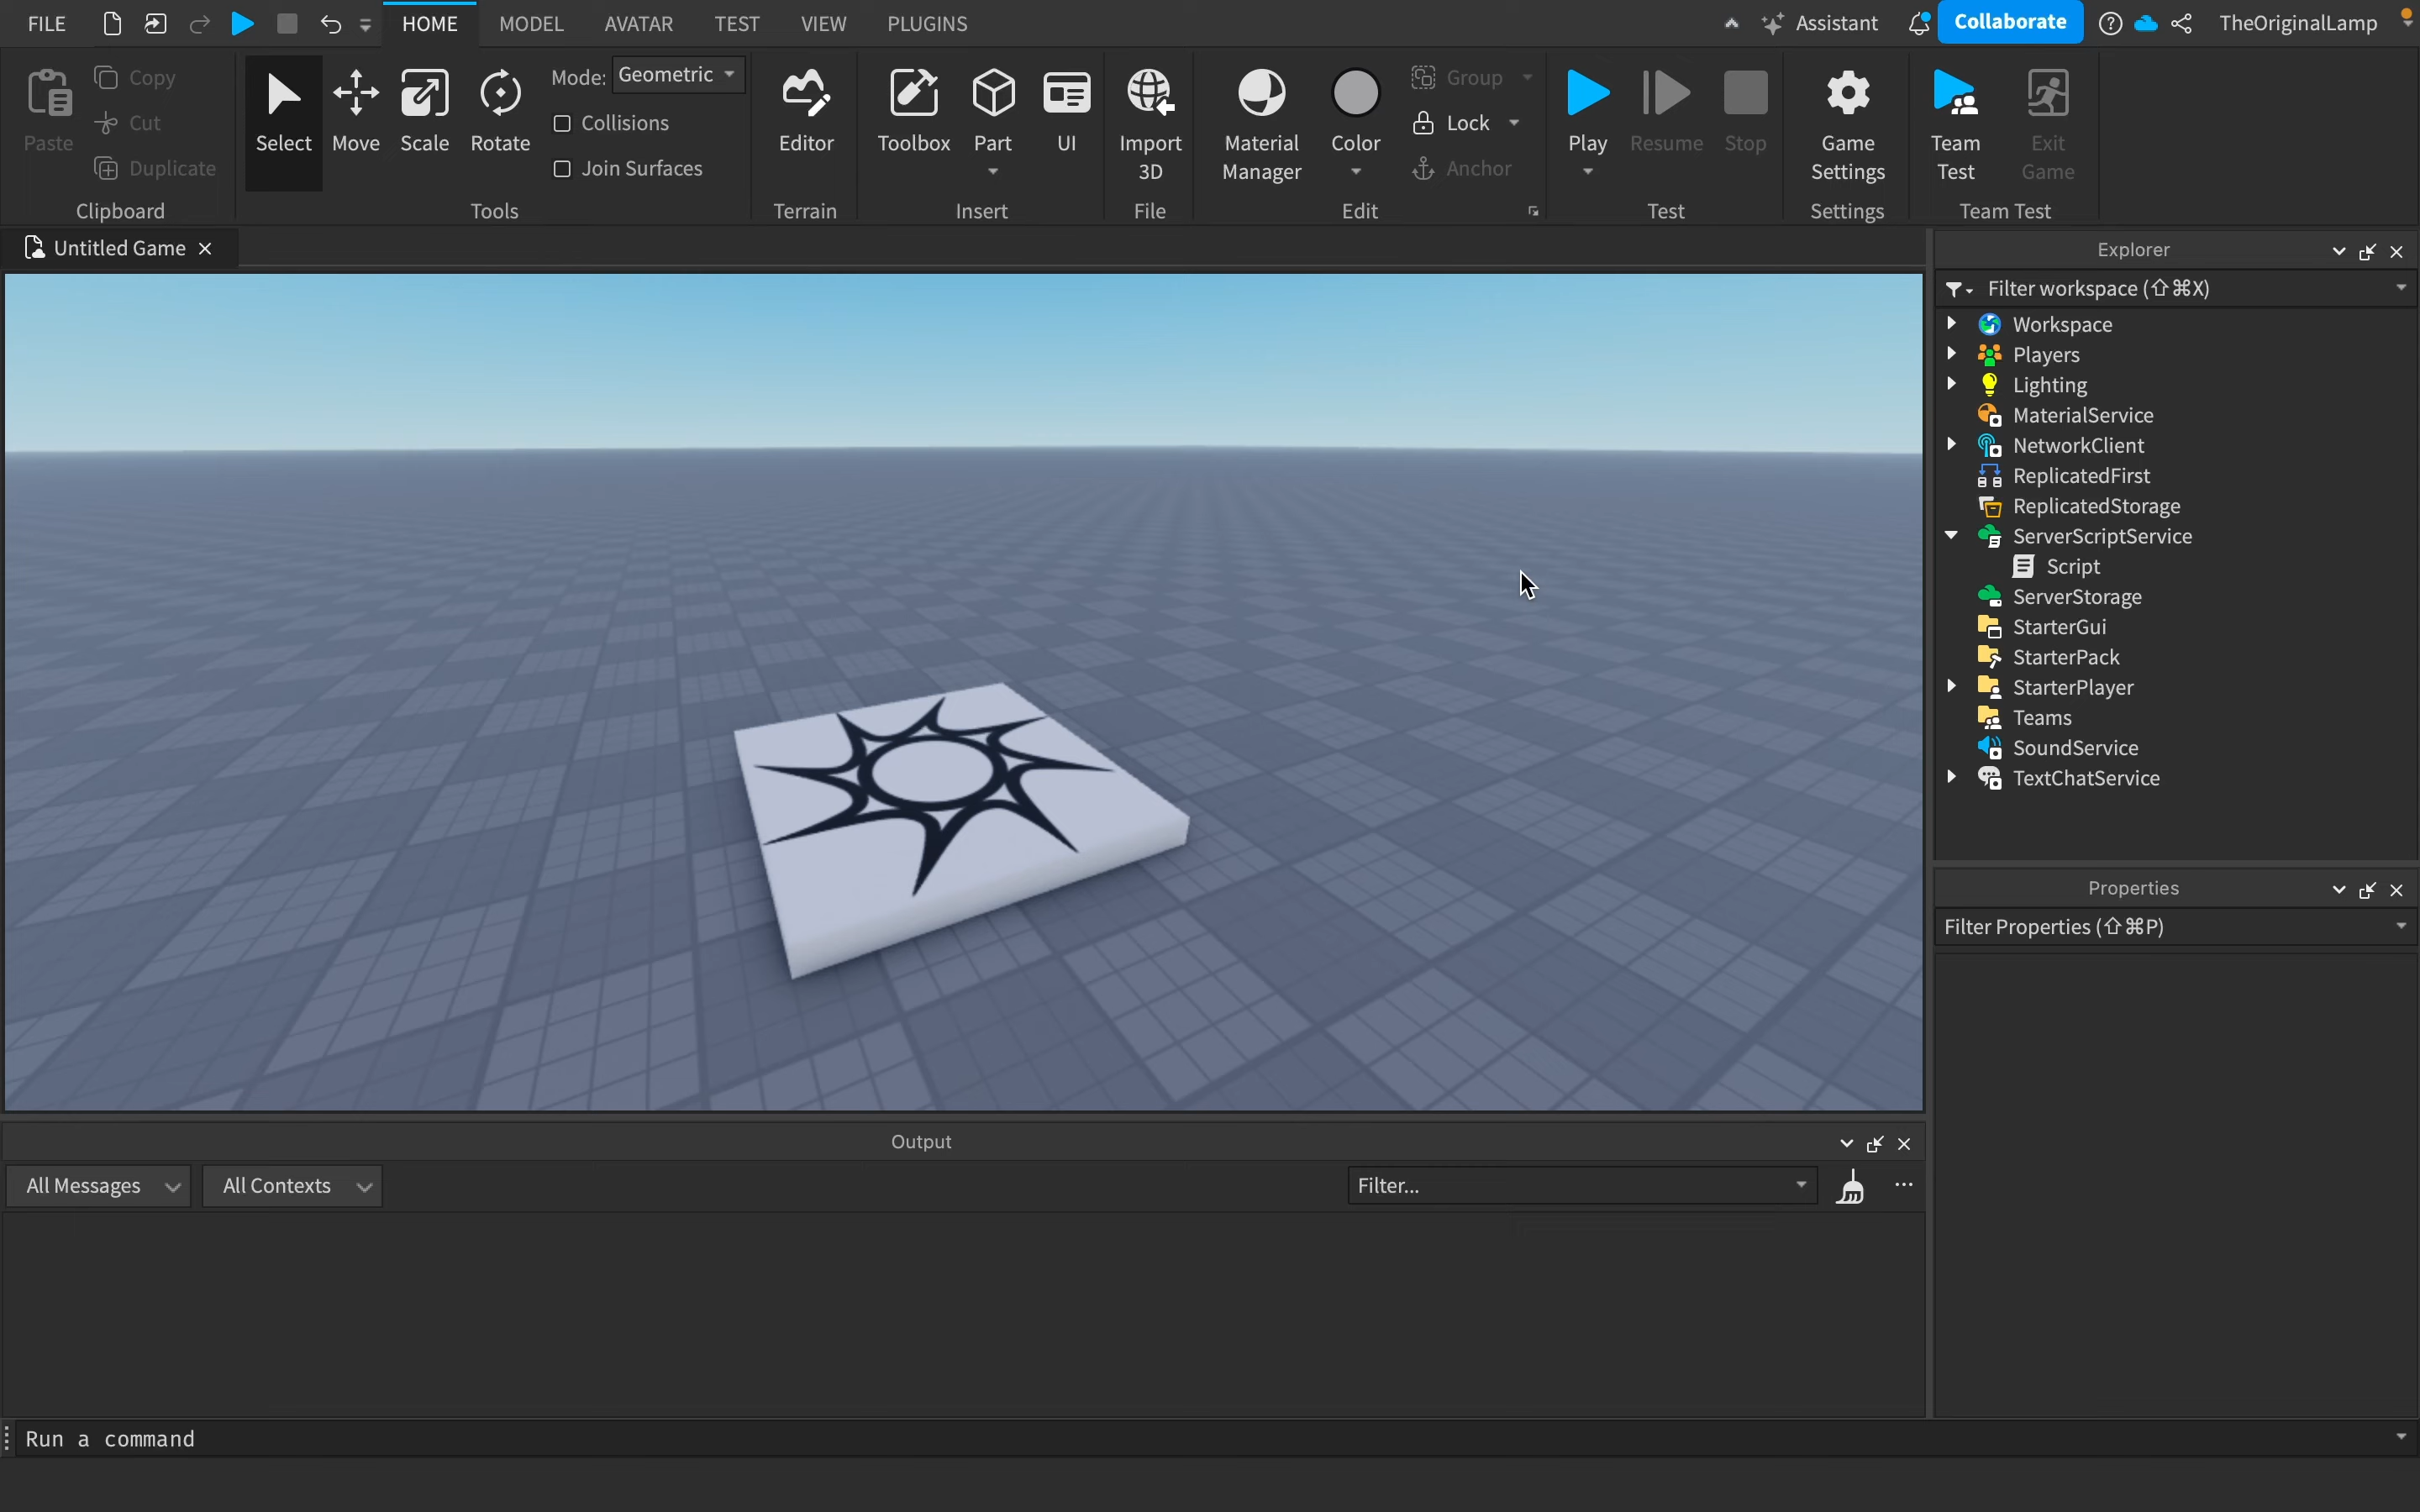 FILE HOME MODEL AVATAR TEST VIEW PLUGINS Assistant Collaborate TheOriginalLamp
Paste Copy Cut Duplicate
Clipboard
Select Move Scale Rotate
Mode: Geometric
Collisions
Join Surfaces
Tools
Editor
Terrain
Toolbox Part UI
Insert
Import 3D
File
Material Manager Color
Group
Lock
Anchor
Edit
Play Resume Stop
Test
Game Settings
Settings
Team Test
Exit Game
Team Test
Untitled Game
Explorer
Filter workspace (⇧⌘X)
Workspace
Players
Lighting
MaterialService
NetworkClient
ReplicatedFirst
ReplicatedStorage
ServerScriptService
Script
ServerStorage
StarterGui
StarterPack
StarterPlayer
Teams
SoundService
TextChatService
Properties
Filter Properties (⇧⌘P)
Output
All Messages All Contexts Filter...
Run a command